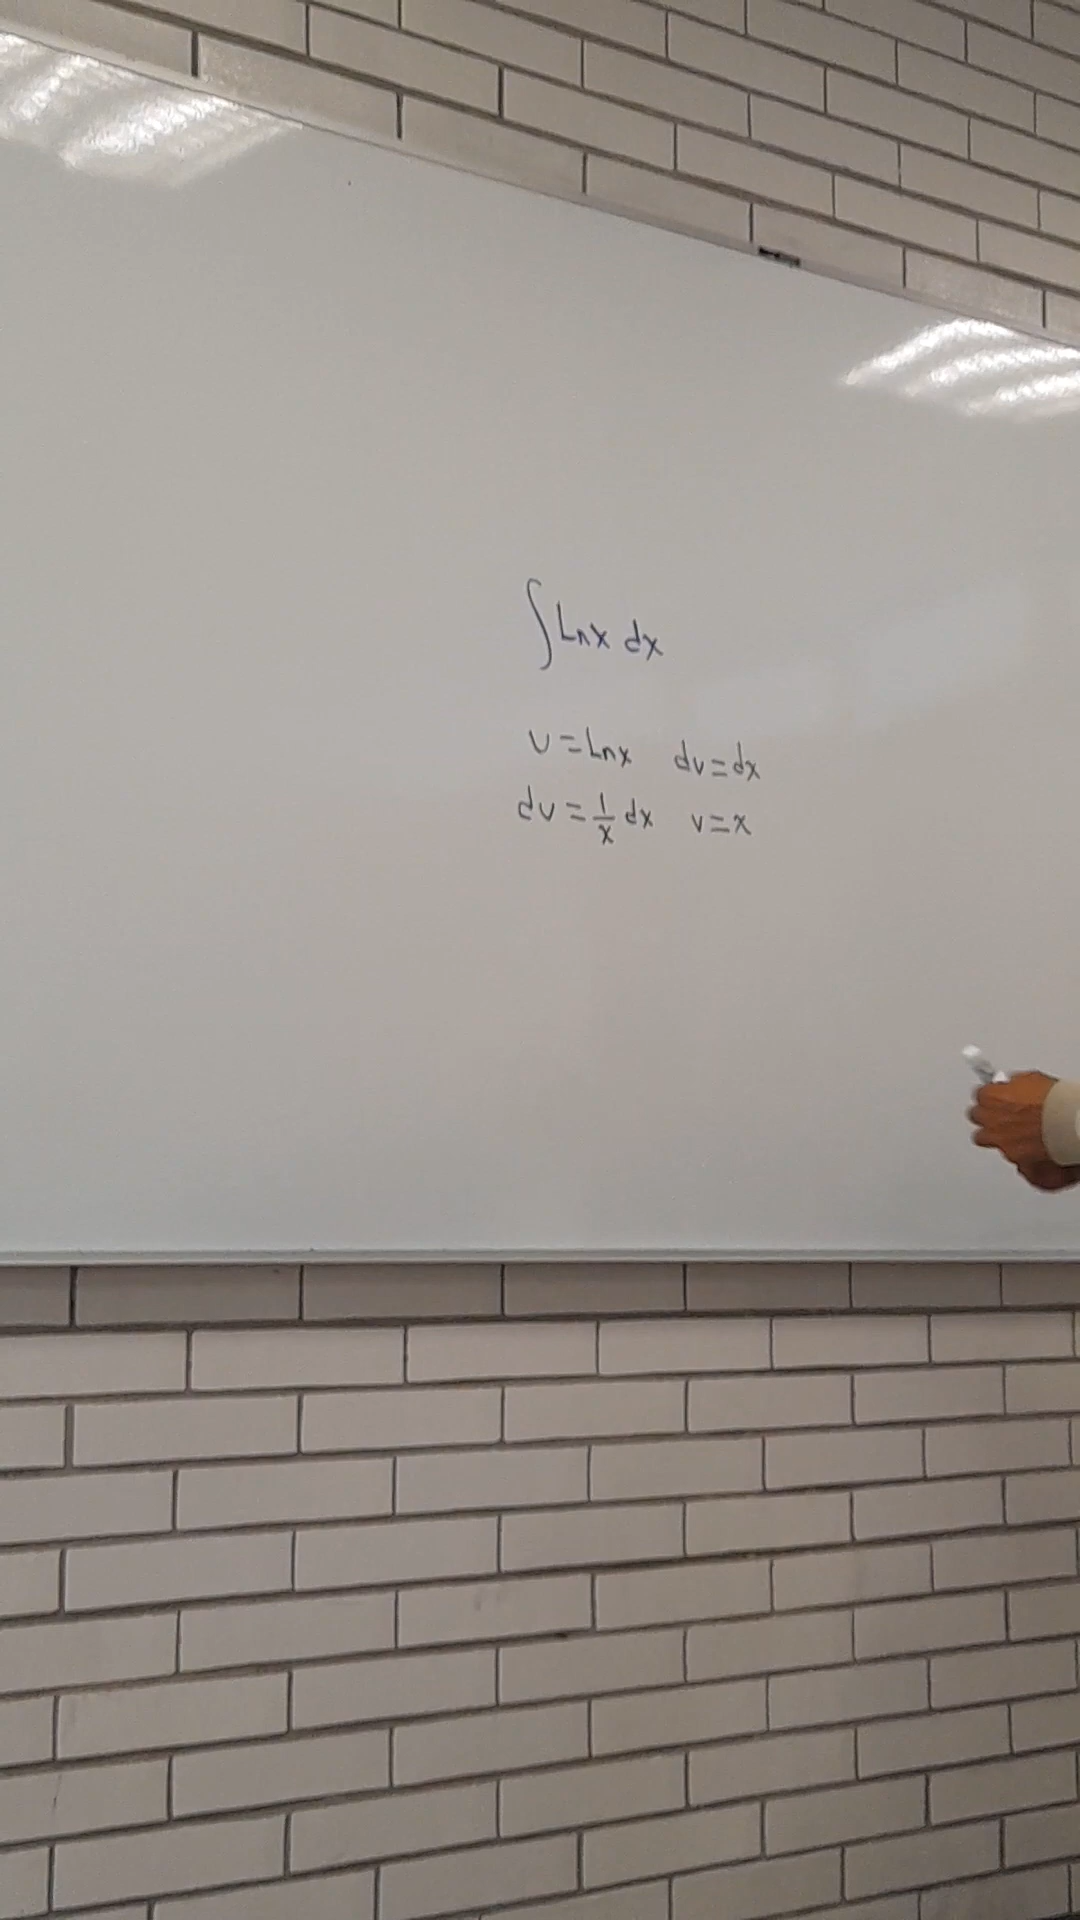 ∫ Lnx dx
u = Lnx dv = dx
du = 1/x dx v = x